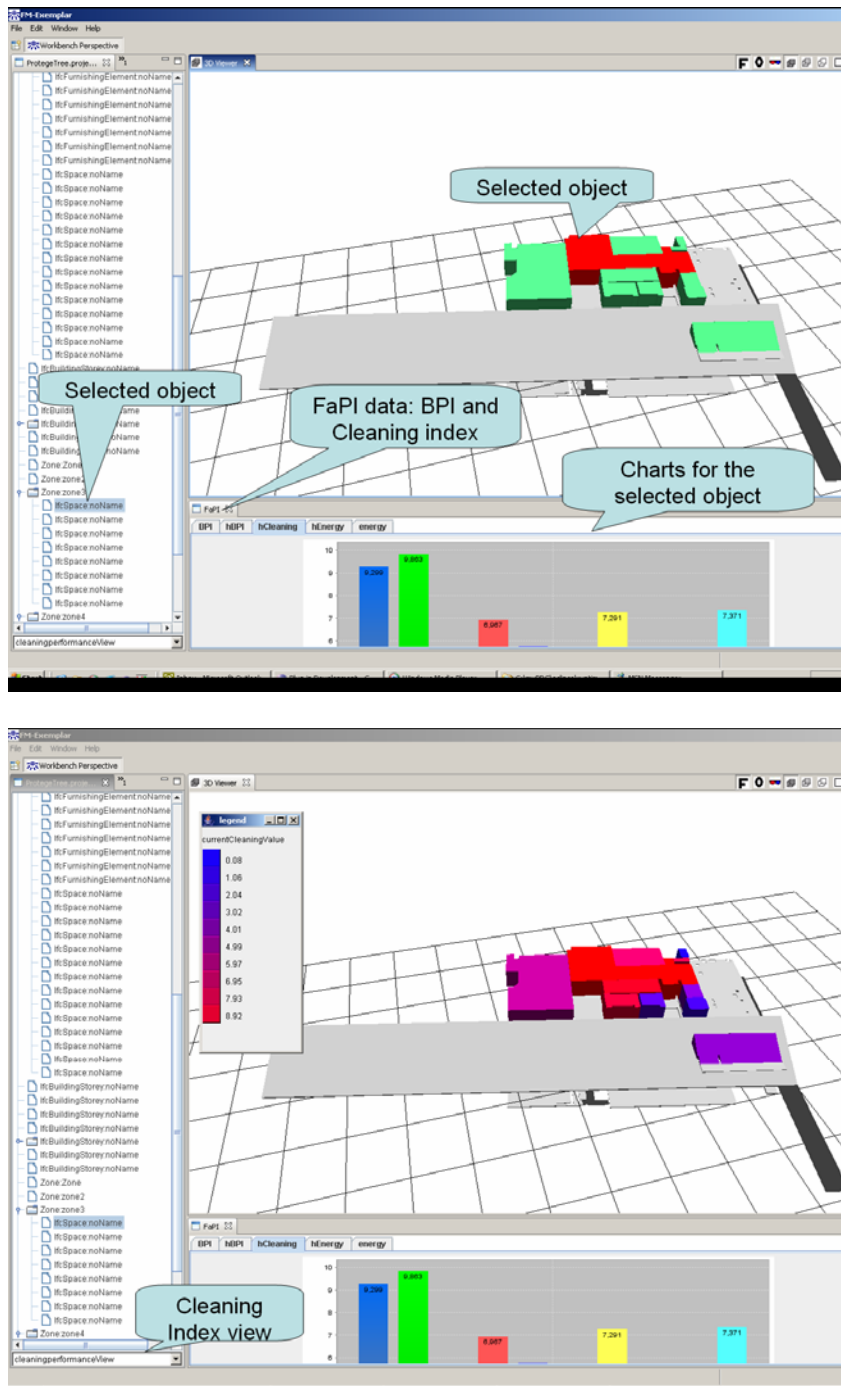 FM-Exemplar
File Edit Window Help
Workbench Perspective
ProtegeTree.proje...
3D Viewer
IfcFurnishingElement:noName
IfcFurnishingElement:noName
IfcFurnishingElement:noName
IfcFurnishingElement:noName
IfcFurnishingElement:noName
IfcFurnishingElement:noName
IfcFurnishingElement:noName
IfcSpace:noName
IfcSpace:noName
IfcSpace:noName
IfcSpace:noName
IfcSpace:noName
IfcSpace:noName
IfcSpace:noName
IfcSpace:noName
IfcSpace:noName
IfcSpace:noName
IfcSpace:noName
IfcSpace:noName
IfcSpace:noName
IfcSpace:noName
IfcBuildingStorey:noName
Zone:Zone
Zone:zone2
Zone:zone3
IfcSpace:noName
IfcSpace:noName
IfcSpace:noName
IfcSpace:noName
IfcSpace:noName
IfcSpace:noName
IfcSpace:noName
IfcSpace:noName
Zone:zone4
cleaningperformanceView
Selected object
Selected object
FaPI data: BPI and
Cleaning index
Charts for the
selected object
FaPI
BPI hBPI hCleaning hEnergy energy
10
9
8
7
6
9,299
9,863
6,967
7,291
7,371
FM-Exemplar
File Edit Window Help
Workbench Perspective
3D Viewer
IfcFurnishingElement:noName
IfcFurnishingElement:noName
IfcFurnishingElement:noName
IfcFurnishingElement:noName
IfcFurnishingElement:noName
IfcFurnishingElement:noName
IfcFurnishingElement:noName
IfcSpace:noName
IfcSpace:noName
IfcSpace:noName
IfcSpace:noName
IfcSpace:noName
IfcSpace:noName
IfcSpace:noName
IfcSpace:noName
IfcSpace:noName
IfcSpace:noName
IfcSpace:noName
IfcSpace:noName
IfcSpace:noName
IfcSpace:noName
IfcBuildingStorey:noName
IfcBuildingStorey:noName
IfcBuildingStorey:noName
IfcBuildingStorey:noName
IfcBuildingStorey:noName
IfcBuildingStorey:noName
IfcBuildingStorey:noName
Zone:Zone
Zone:zone2
Zone:zone3
IfcSpace:noName
IfcSpace:noName
IfcSpace:noName
IfcSpace:noName
IfcSpace:noName
IfcSpace:noName
IfcSpace:noName
IfcSpace:noName
Zone:zone4
cleaningperformanceView
legend
currentCleaningValue
0.08
1.06
2.04
3.02
4.01
4.99
5.97
6.95
7.93
8.92
Cleaning
Index view
FaPI
BPI hBPI hCleaning hEnergy energy
10
9
8
7
6
9,299
9,863
6,967
7,291
7,371